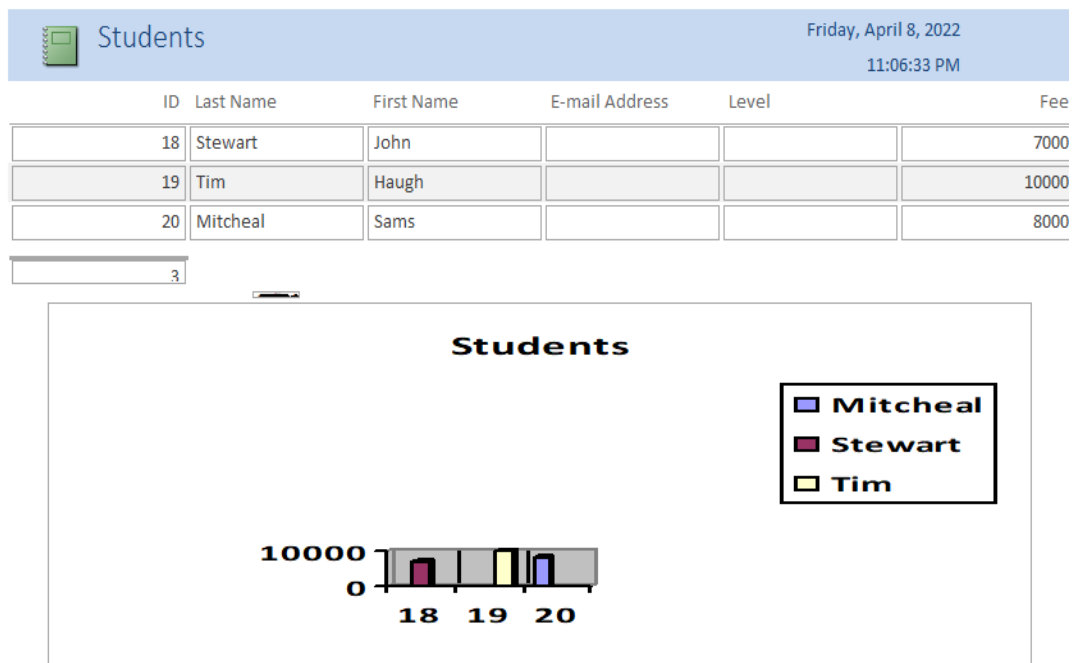 Students
Friday, April 8, 2022
11:06:33 PM
ID Last Name First Name E-mail Address Level Fee
18 Stewart John 7000
19 Tim Haugh 10000
20 Mitcheal Sams 8000
3
Students
Mitcheal
Stewart
Tim
10000
0
18 19 20